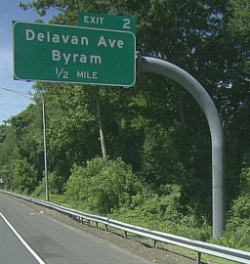 EXIT 2
Delavan Ave
Byram
½ MILE